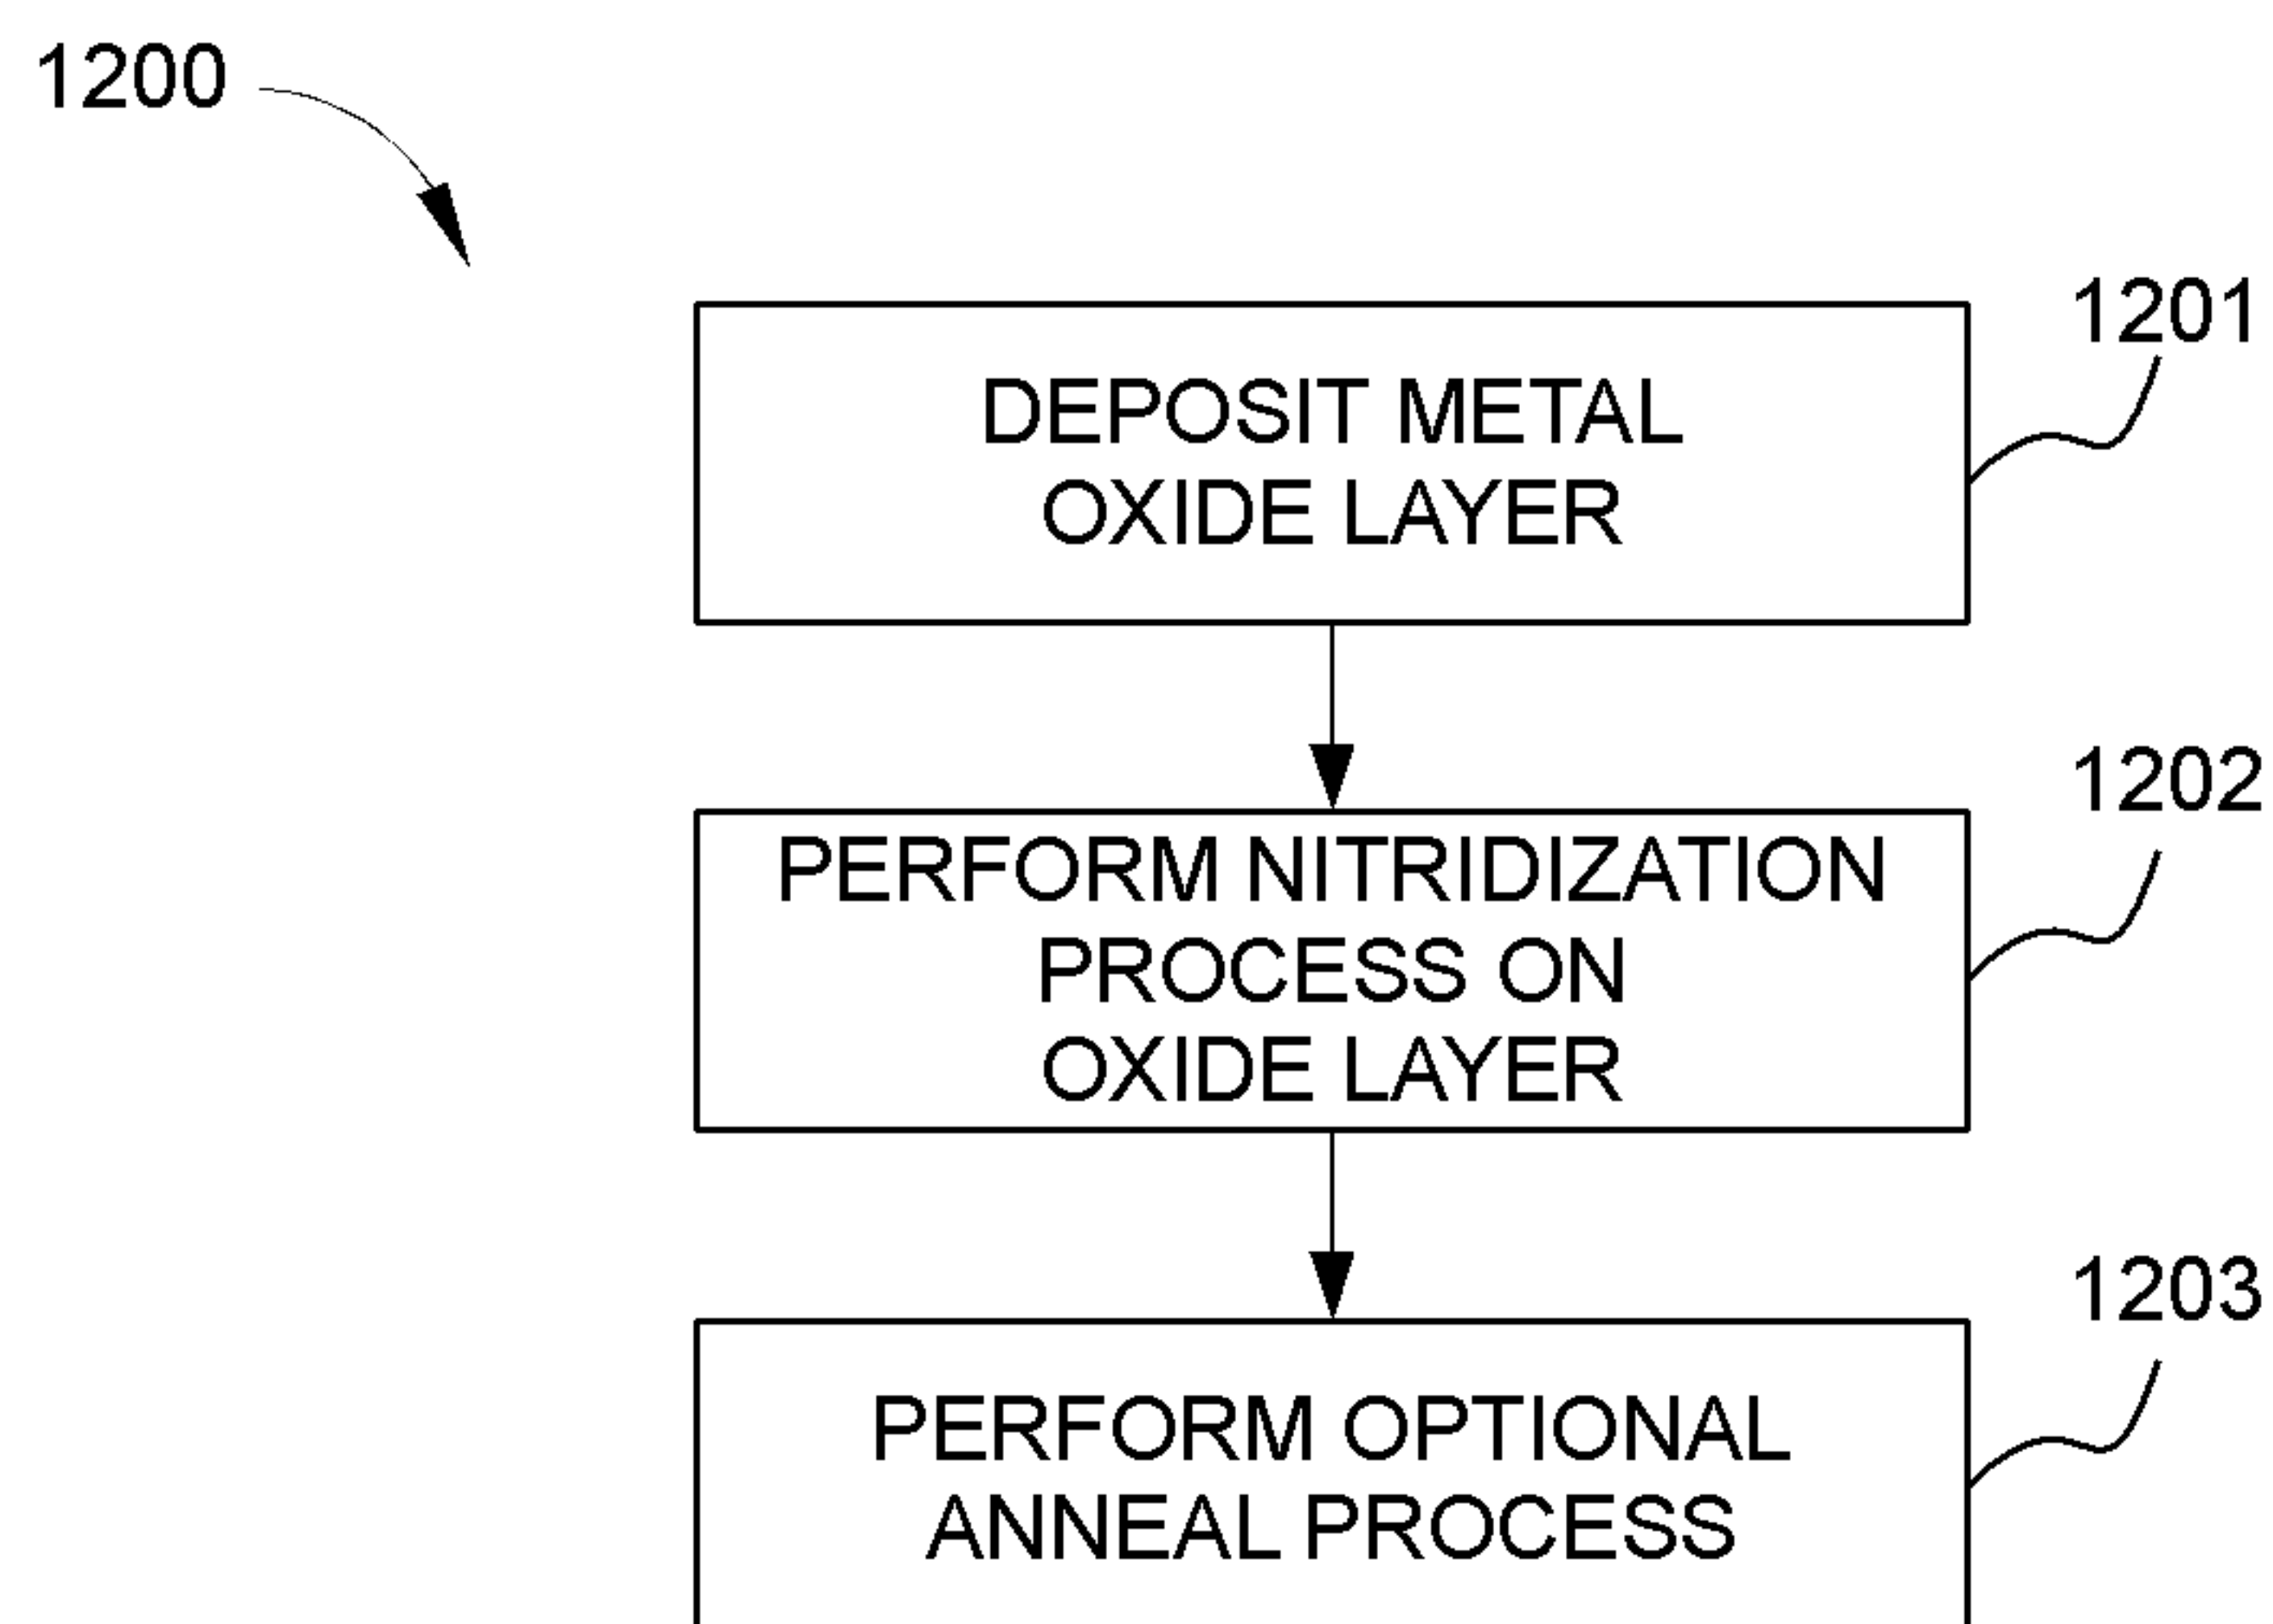 1200
1201
DEPOSIT METAL
OXIDE LAYER
1202
PERFORM NITRIDIZATION
PROCESS ON
OXIDE LAYER
1203
PERFORM OPTIONAL
ANNEAL PROCESS